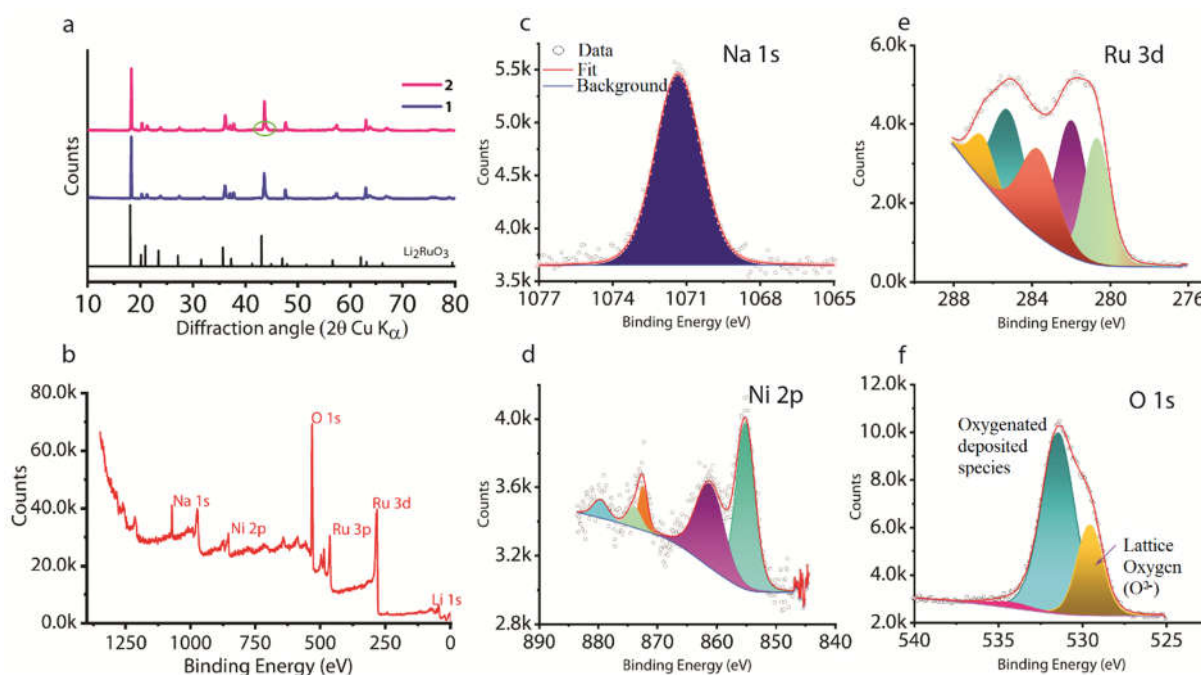 a
Counts
2
1
Li₂RuO₃
10 20 30 40 50 60 70 80
Diffraction angle (2θ Cu Kα)
b
80.0k
60.0k
40.0k
20.0k
0.0k
Counts
O 1s
Na 1s
Ni 2p
Ru 3p
Ru 3d
Li 1s
1250 1000 750 500 250 0
Binding Energy (eV)
c
Na 1s
Data
Fit
Background
5.5k
5.0k
4.5k
4.0k
3.5k
Counts
1077 1074 1071 1068 1065
Binding Energy (eV)
d
Ni 2p
4.0k
3.6k
3.2k
2.8k
Counts
890 880 870 860 855 840
Binding Energy (eV)
e
Ru 3d
6.0k
4.0k
2.0k
0.0k
Counts
288 284 280 276
Binding Energy (eV)
f
O 1s
12.0k
10.0k
8.0k
6.0k
4.0k
2.0k
Counts
Oxygenated
deposited
species
Lattice
Oxygen
(O²⁻)
540 535 530 525
Binding Energy (eV)